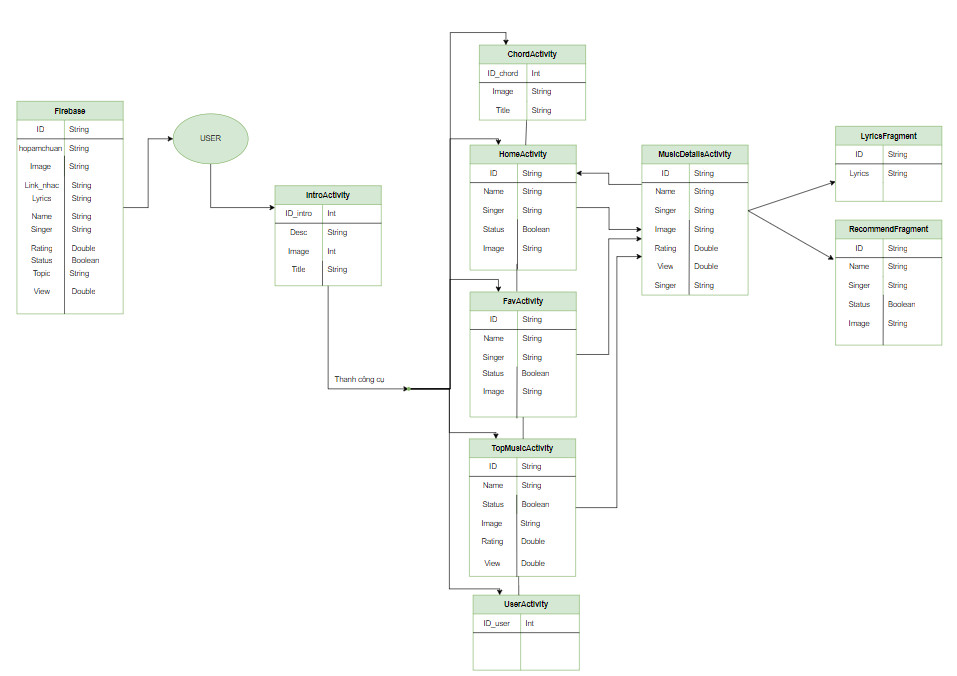 Firebase
ID String
hopamchuan String
Image String
Link_nhac String
Lyrics String
Name String
Singer String
Rating Double
Status Boolean
Topic String
View Double
USER
IntroActivity
ID_intro Int
Desc String
Image Int
Title String
Thanh công cụ
ChordActivity
ID_chord Int
Image String
Title String
HomeActivity
ID String
Name String
Singer String
Status Boolean
Image String
FavActivity
ID String
Name String
Singer String
Status Boolean
Image String
TopMusicActivity
ID String
Name String
Status Boolean
Image String
Rating Double
View Double
UserActivity
ID_user Int
MusicDetailsActivity
ID String
Name String
Singer String
Image String
Rating Double
View Double
Singer String
LyricsFragment
ID String
Lyrics String
RecommendFragment
ID String
Name String
Singer String
Status Boolean
Image String